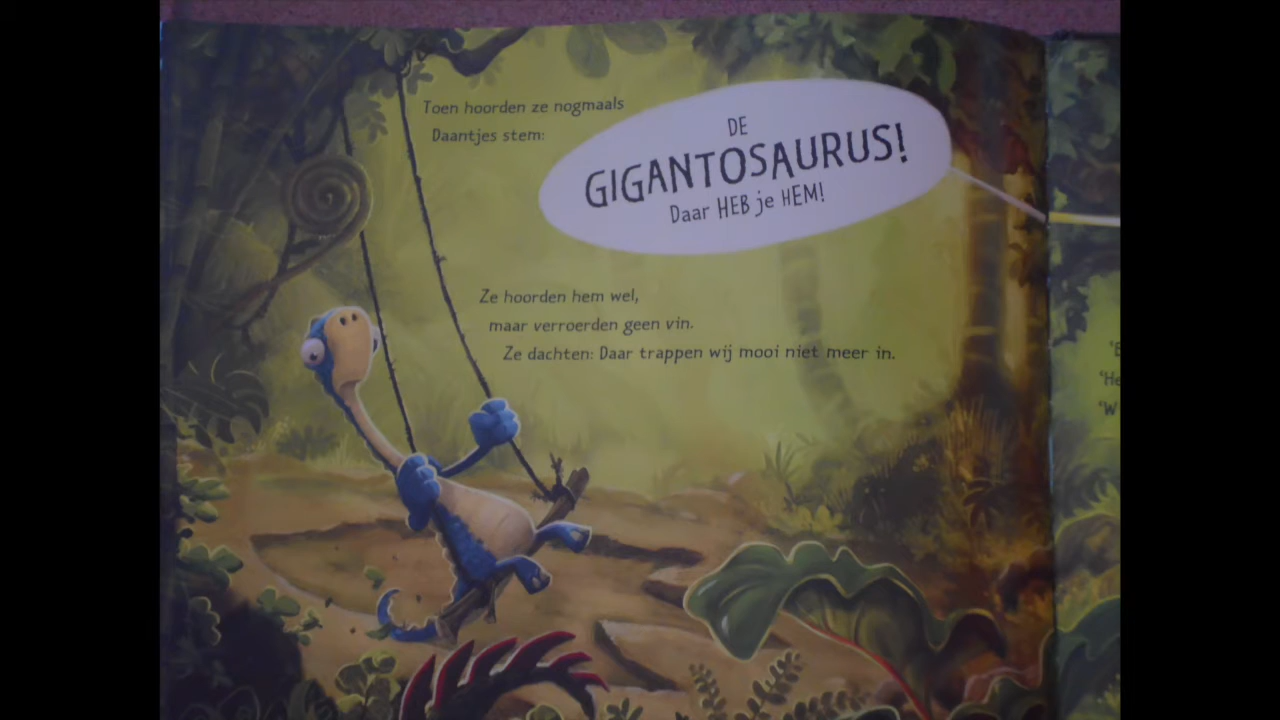 Toen hoorden ze nogmaals
Daantjes stem:
DE
GIGANTOSAURUS!
Daar HEB je HEM!
Ze hoorden hem wel,
maar verroerden geen vin.
Ze dachten: Daar trappen wij mooi niet meer in.